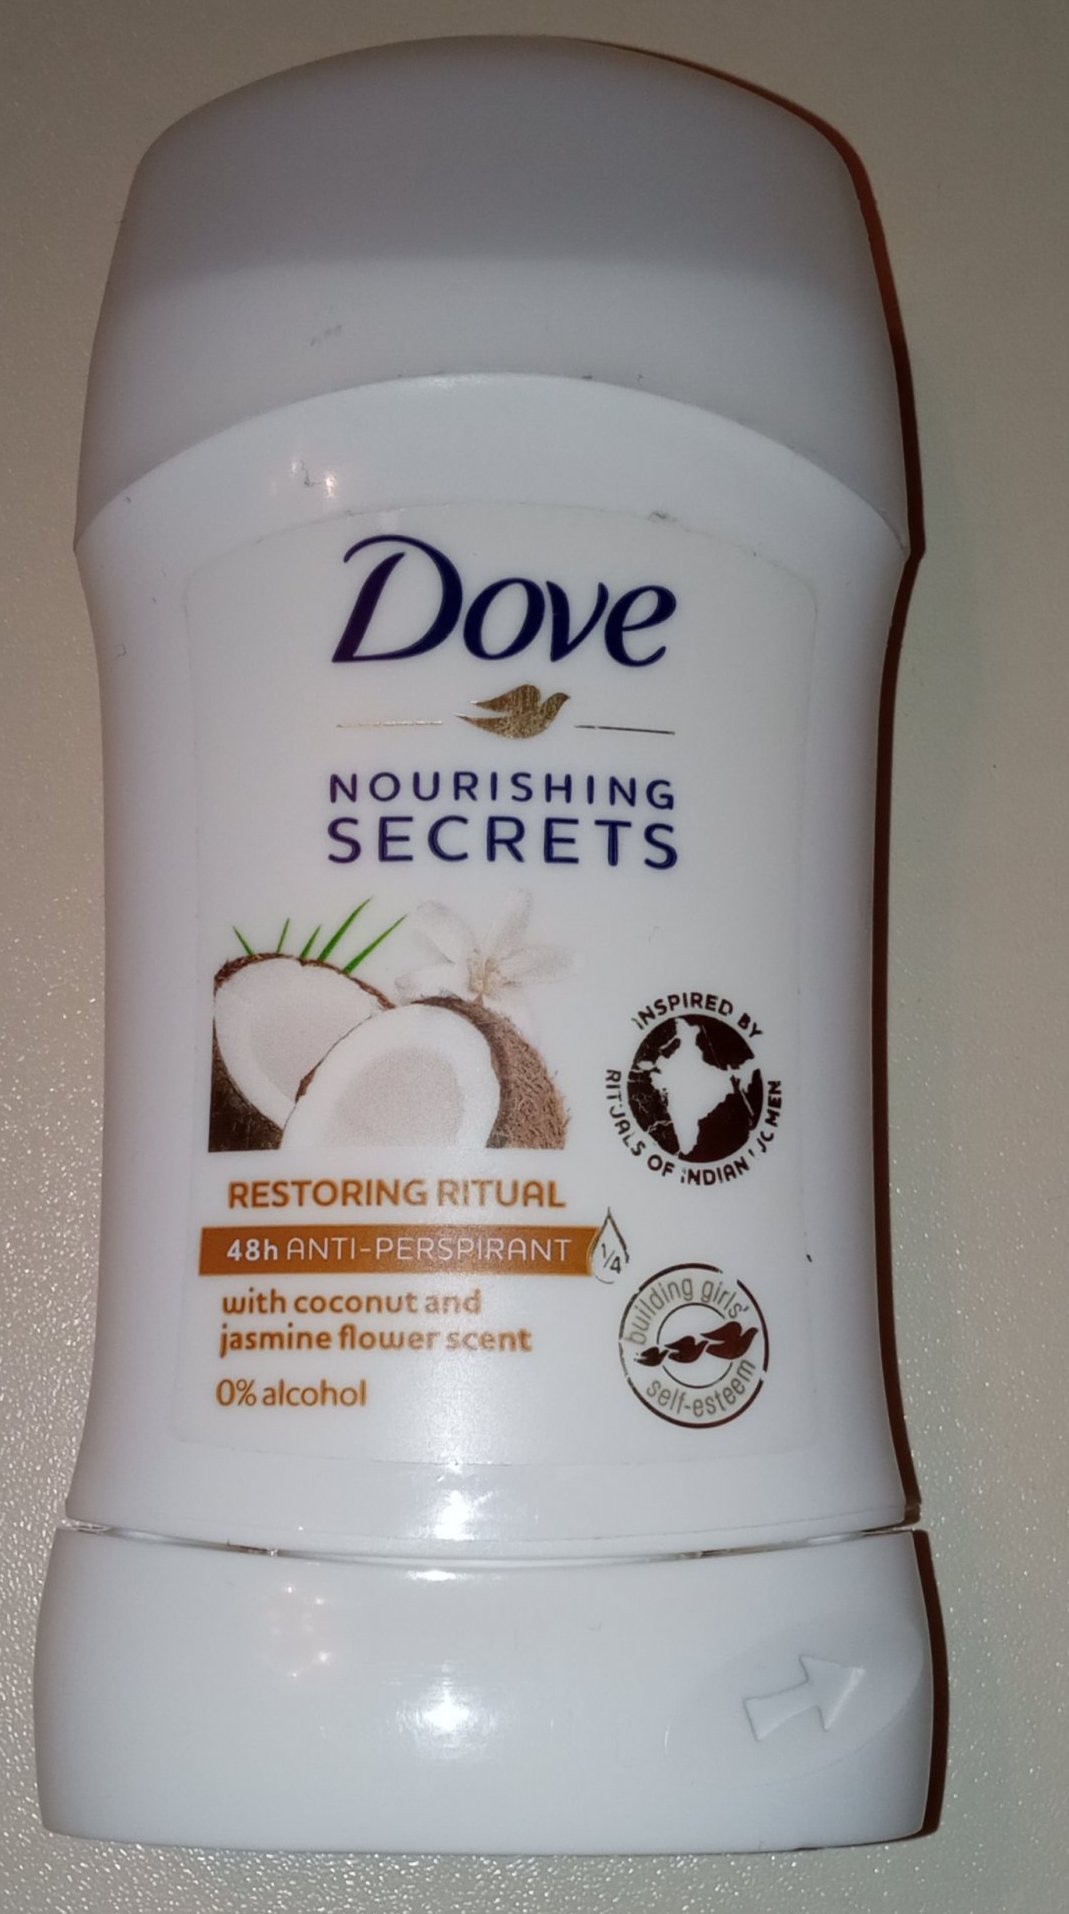 Dove
NOURISHING
SECRETS
INSPIRED BY
RITUALS OF INDIAN WOMEN
RESTORING RITUAL
48h ANTI-PERSPIRANT
1/4
with coconut and
jasmine flower scent
0% alcohol
building girls'
self-esteem